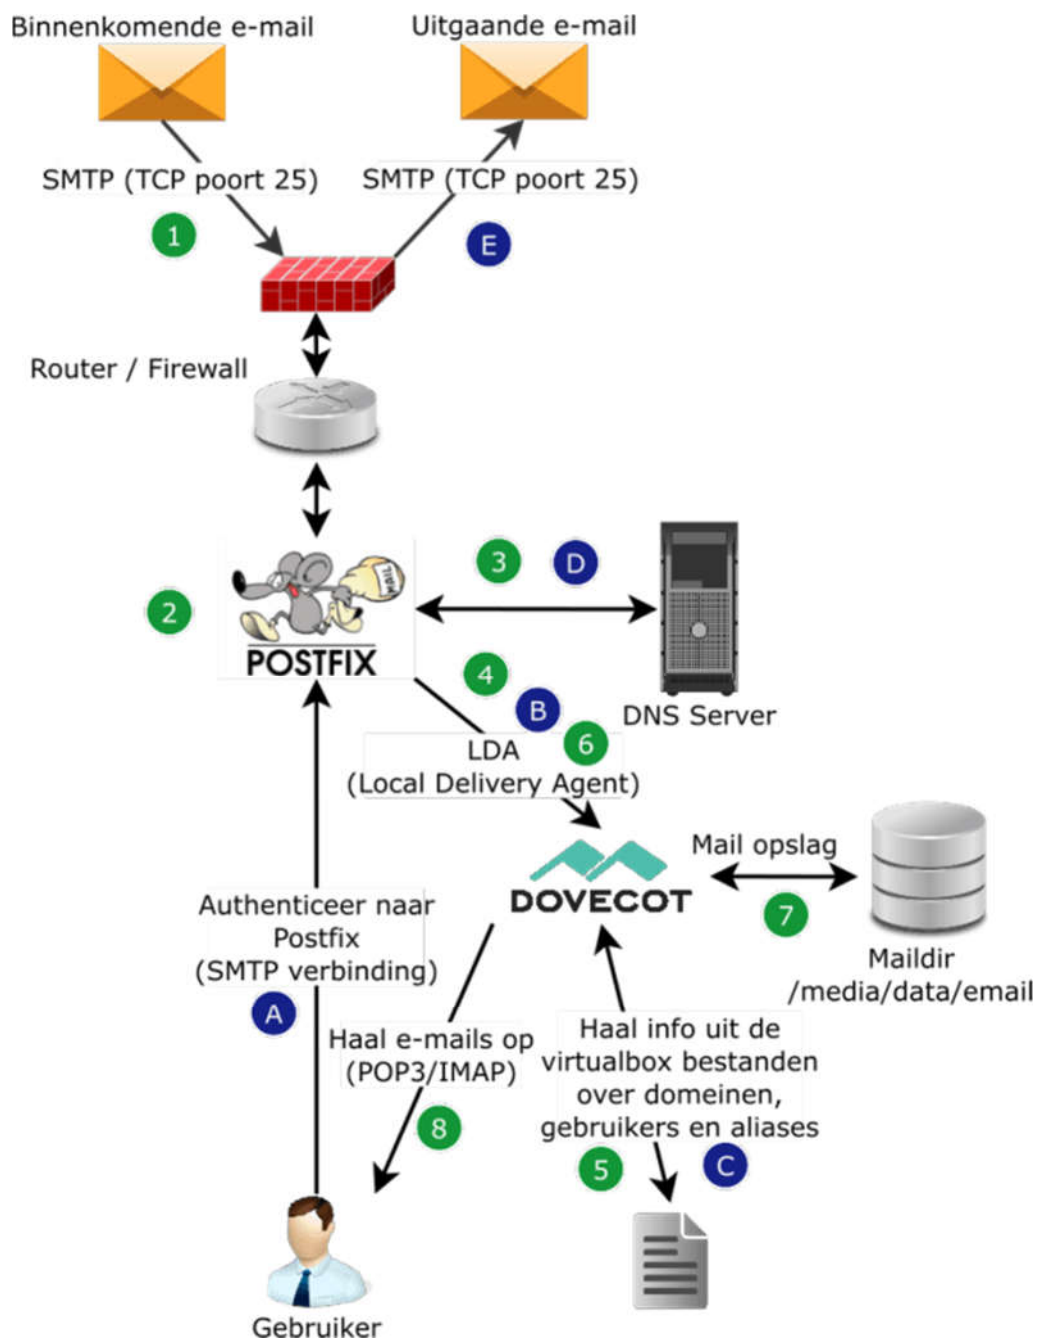 Binnenkomende e-mail
Uitgaande e-mail
SMTP (TCP poort 25)
SMTP (TCP poort 25)
1
E
Router / Firewall
3
D
2
MAIL
POSTFIX
4
B
DNS Server
6
LDA
(Local Delivery Agent)
Mail opslag
DOVECOT
7
Authenticeer naar
Postfix
(SMTP verbinding)
Maildir
/media/data/email
A
Haal e-mails op
(POP3/IMAP)
8
Haal info uit de
virtualbox bestanden
over domeinen,
gebruikers en aliases
5
C
Gebruiker